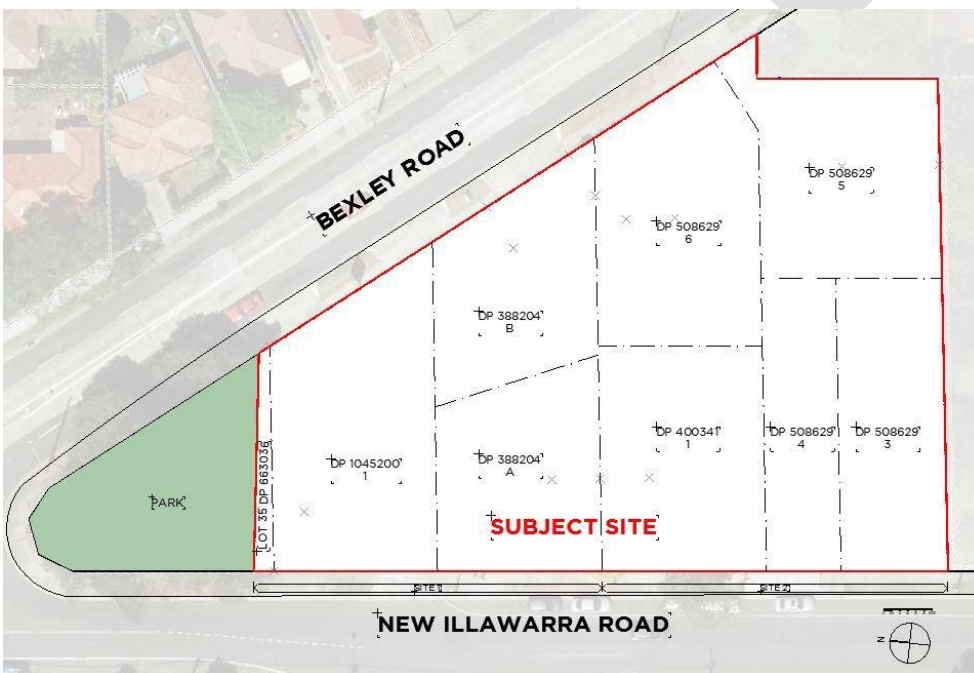 BEXLEY ROAD
DP 508629
5
DP 508629
6
DP 388204
B
DP 1045200
1
DP 388204
A
DP 400341
1
DP 508629
4
DP 508629
3
LOT 35 DP 663036
PARK
SUBJECT SITE
SITE 1
SITE 2
NEW ILLAWARRA ROAD
N